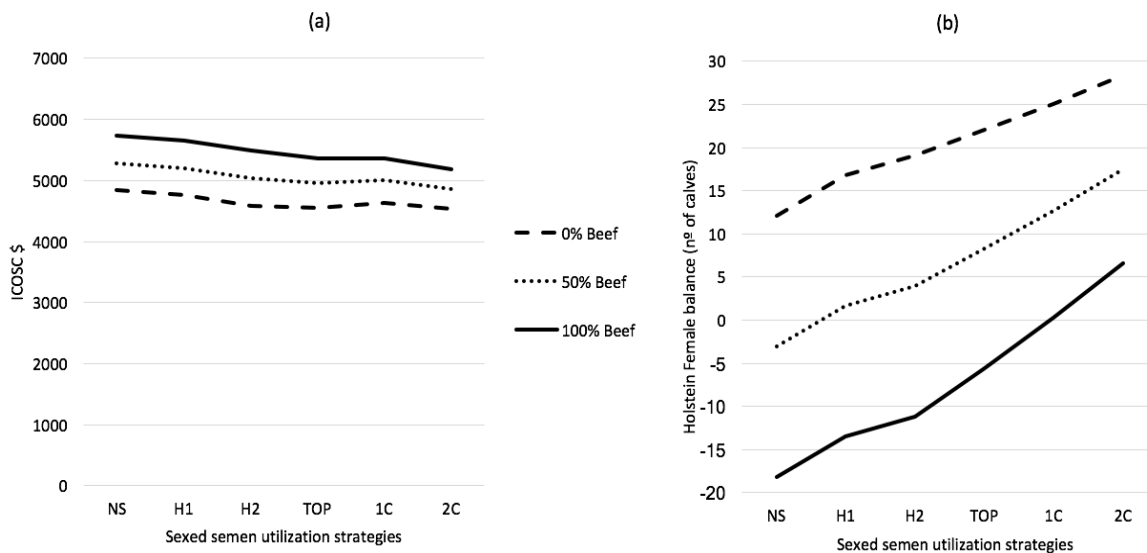 (a)
7000
6000
5000
4000
3000
2000
1000
0
ICOSC $
NS H1 H2 TOP 1C 2C
Sexed semen utilization strategies
0% Beef
50% Beef
100% Beef
(b)
30
25
20
15
10
5
0
-5
-10
-15
-20
Holstein Female balance (nº of calves)
NS H1 H2 TOP 1C 2C
Sexed semen utilization strategies